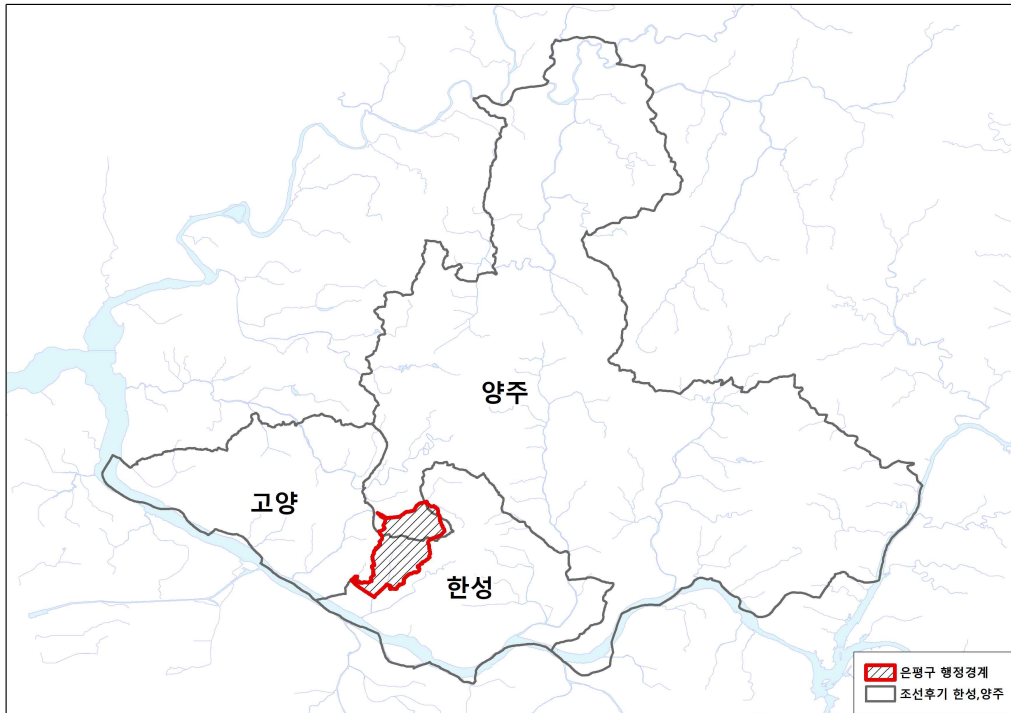 양주
고양
한성
은평구 행정경계
조선후기 한성,양주